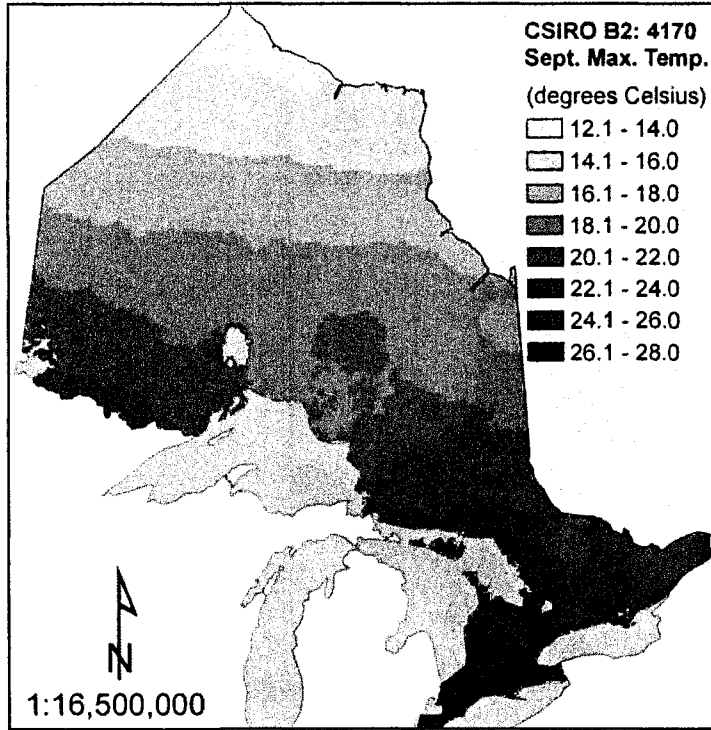 CSIRO B2: 4170
Sept. Max. Temp.
(degrees Celsius)
12.1 - 14.0
14.1 - 16.0
16.1 - 18.0
18.1 - 20.0
20.1 - 22.0
22.1 - 24.0
24.1 - 26.0
26.1 - 28.0
N
1:16,500,000